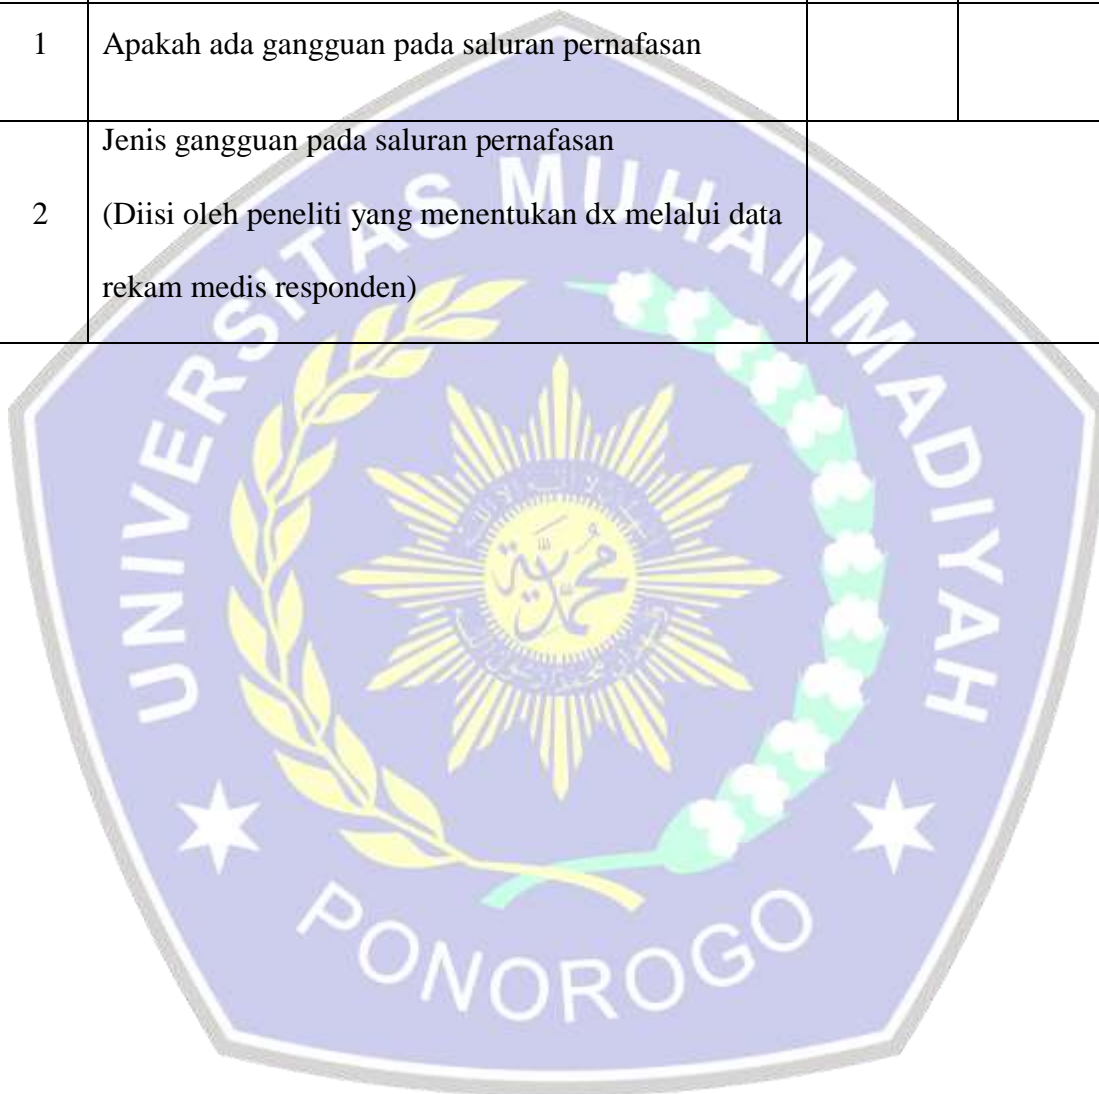 1 Apakah ada gangguan pada saluran pernafasan
Jenis gangguan pada saluran pernafasan
2 (Diisi oleh peneliti yang menentukan dx melalui data
rekam medis responden)
UNIVERSITAS MUHAMMADIYAH
محمدية
PONOROGO